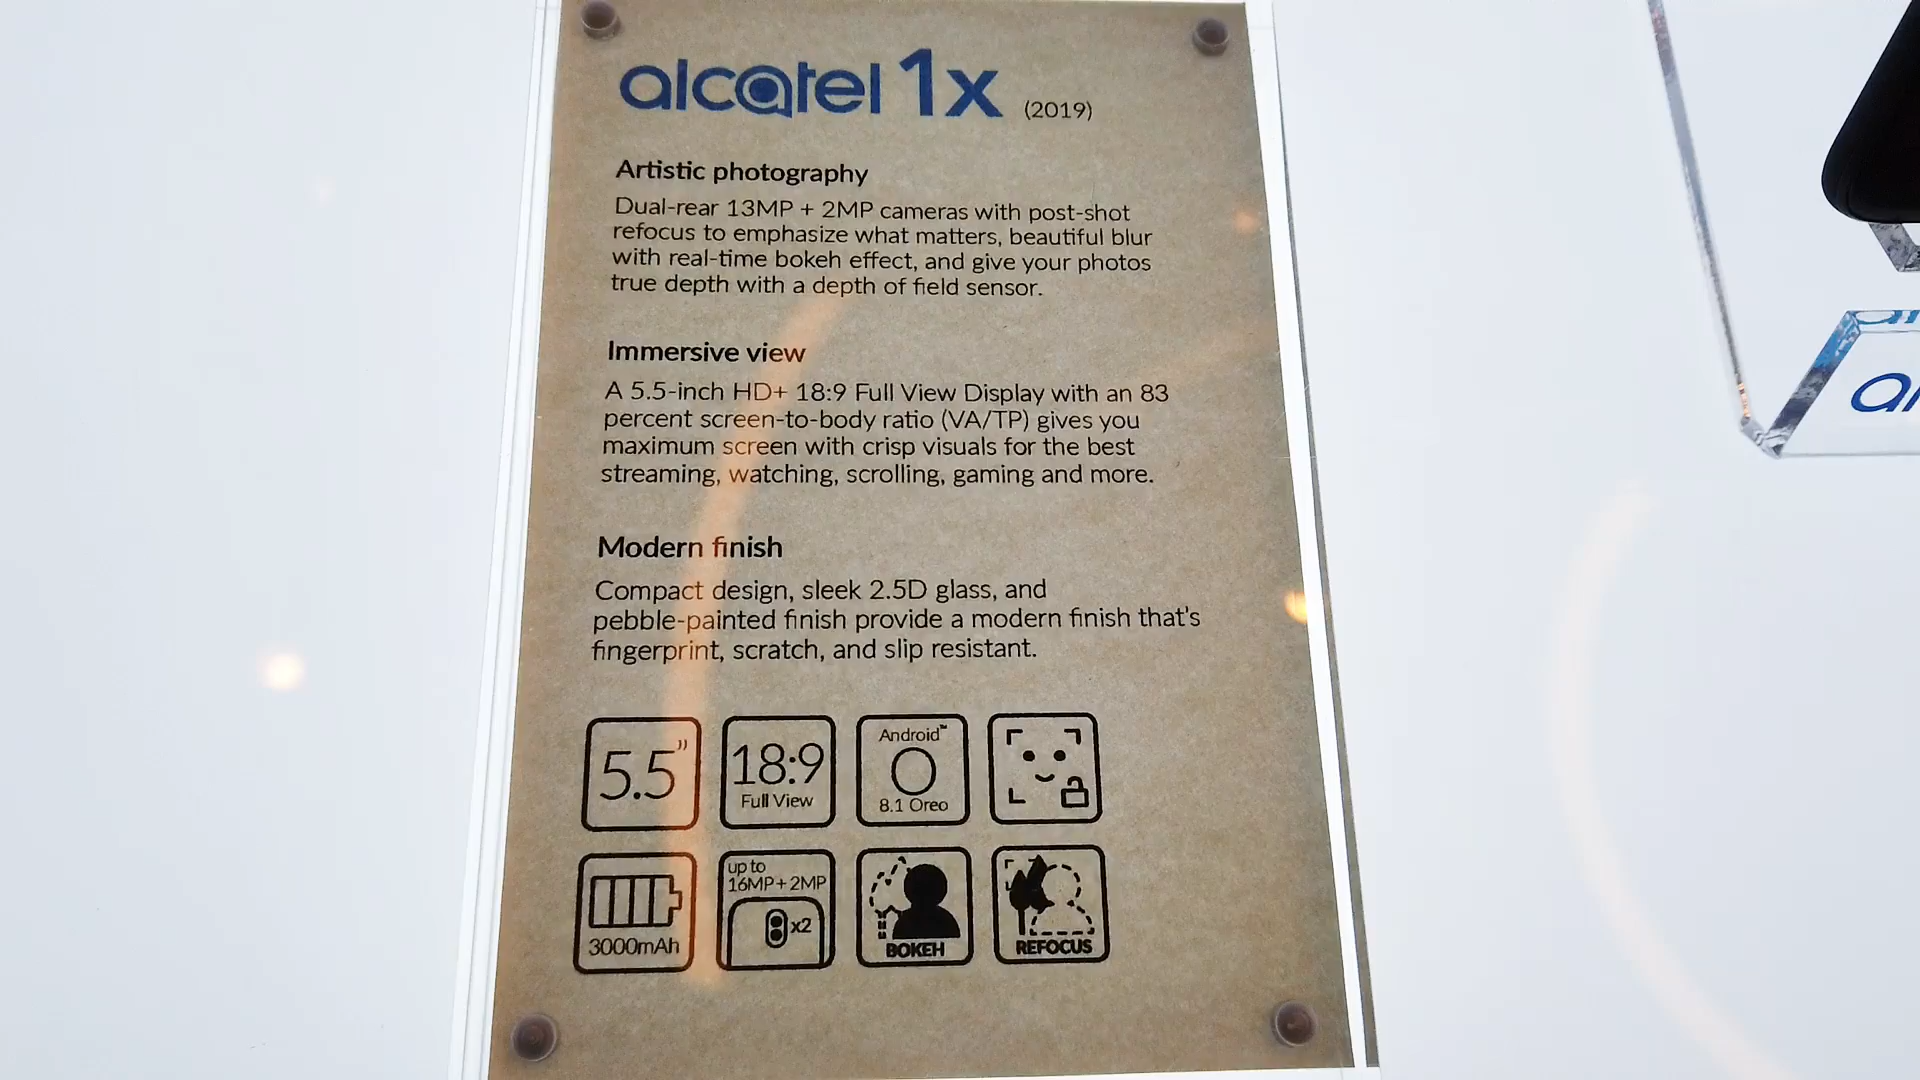 alcatel 1x (2019)
Artistic photography
Dual-rear 13MP + 2MP cameras with post-shot
refocus to emphasize what matters, beautiful blur
with real-time bokeh effect, and give your photos
true depth with a depth of field sensor.
Immersive view
A 5.5-inch HD+ 18:9 Full View Display with an 83
percent screen-to-body ratio (VA/TP) gives you
maximum screen with crisp visuals for the best
streaming, watching, scrolling, gaming and more.
Modern finish
Compact design, sleek 2.5D glass, and
pebble-painted finish provide a modern finish that's
fingerprint, scratch, and slip resistant.
5.5"
18:9
Full View
Android™
O
8.1 Oreo
3000mAh
up to
16MP+2MP
x2
BOKEH
REFOCUS